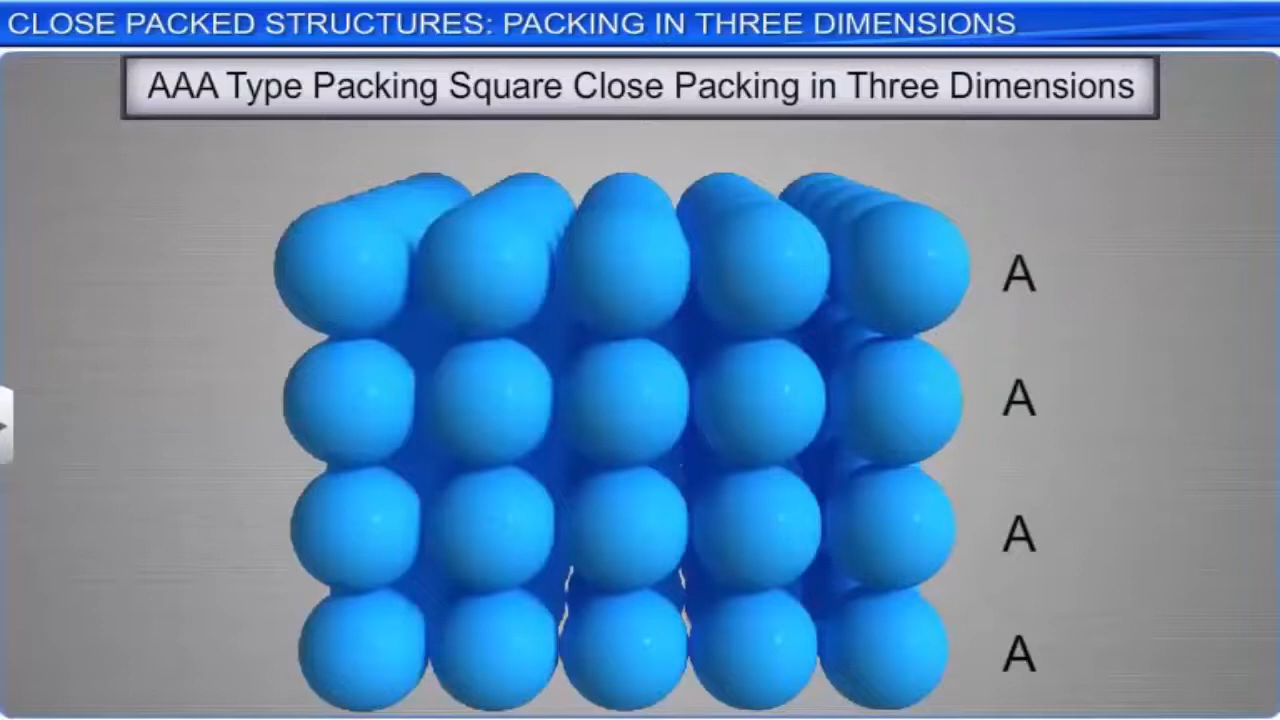 CLOSE PACKED STRUCTURES: PACKING IN THREE DIMENSIONS
AAA Type Packing Square Close Packing in Three Dimensions
A
A
A
A